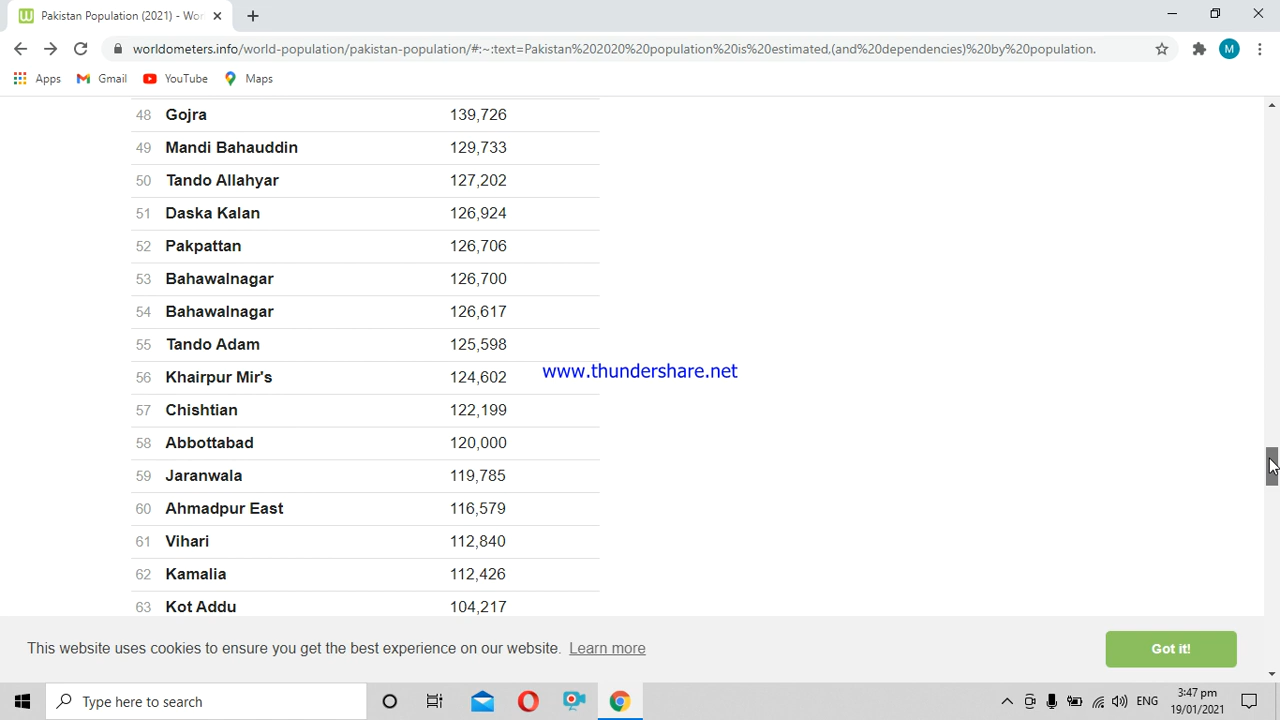 Pakistan Population (2021) - Wor
worldometers.info/world-population/pakistan-population/#:~:text=Pakistan%202020%20population%20is%20estimated,(and%20dependencies)%20by%20population.
M
Apps Gmail YouTube Maps
48 Gojra 139,726
49 Mandi Bahauddin 129,733
50 Tando Allahyar 127,202
51 Daska Kalan 126,924
52 Pakpattan 126,706
53 Bahawalnagar 126,700
54 Bahawalnagar 126,617
55 Tando Adam 125,598
www.thundershare.net
56 Khairpur Mir's 124,602
57 Chishtian 122,199
58 Abbottabad 120,000
59 Jaranwala 119,785
60 Ahmadpur East 116,579
61 Vihari 112,840
62 Kamalia 112,426
63 Kot Addu 104,217
This website uses cookies to ensure you get the best experience on our website. Learn more
Got it!
Type here to search
ENG
3:47 pm
19/01/2021